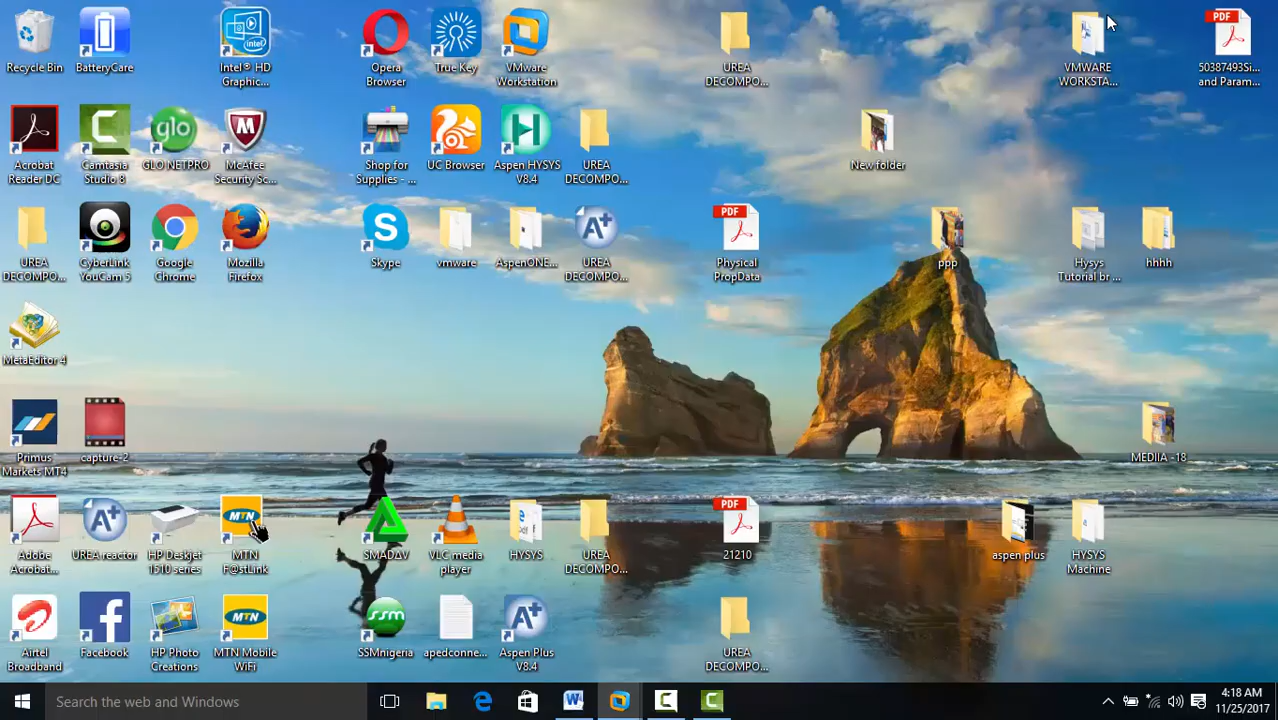 Recycle Bin
BatteryCare
Intel® HD
Graphic...
Opera
Browser
True Key
VMware
Workstation
UREA
DECOMPO...
VMWARE
WORKSTA...
PDF
50387493Si...
and Param...
Acrobat
Reader DC
Camtasia
Studio 8
glo
GLO NETPRO
McAfee
Security Sc...
Shop for
Supplies - ...
UC Browser
Aspen HYSYS
V8.4
UREA
DECOMPO...
New folder
UREA
DECOMPO...
CyberLink
YouCam 5
Google
Chrome
Mozilla
Firefox
Skype
vmware
AspenONE...
A+
UREA
DECOMPO...
PDF
Physical
PropData
ppp
Hysys
Tutorial br ...
hhhh
MetaEditor 4
Primus
Markets MT4
capture-2
MEDIIA -18
Adobe
Acrobat...
A+
UREA reactor
HP Deskjet
1510 series
MTN
MTN
F@stLink
SMADΔV
VLC media
player
HYSYS
UREA
DECOMPO...
PDF
21210
aspen plus
HYSYS
Machine
Airtel
Broadband
Facebook
HP Photo
Creations
MTN
MTN Mobile
WiFi
ssm
SSMnigeria
apedconne...
A+
Aspen Plus
V8.4
UREA
DECOMPO...
Search the web and Windows
4:18 AM
11/25/2017